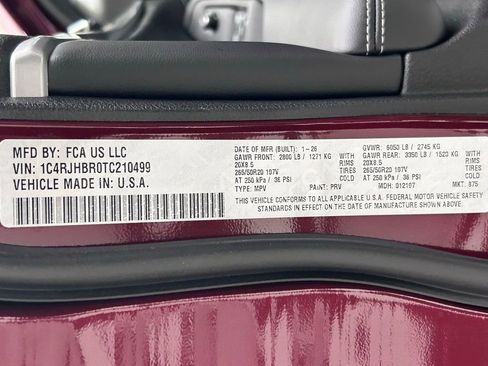 MFD BY: FCA US LLC
VIN: 1C4RJHBR0TC210499
VEHICLE MADE IN U.S.A.
DATE OF MFR (BUILT): 1-26 GVWR: 6050 LB / 2745 KG
GAWR FRONT: 2800 LB / 1271 KG WITH GAWR REAR: 3350 LB / 1520 KG WITH
20X8.5 RIMS 20X8.5 RIMS
265/50R20 107V TIRES 265/50R20 107V TIRES
AT 250 kPa / 36 PSI COLD AT 250 kPa / 36 PSI COLD
TYPE: MPV PAINT: PRV MDH: 012107 MKT: 875
THIS VEHICLE CONFORMS TO ALL APPLICABLE U.S.A. FEDERAL MOTOR VEHICLE SAFETY
STANDARDS IN EFFECT ON THE DATE OF MANUFACTURE SHOWN ABOVE.